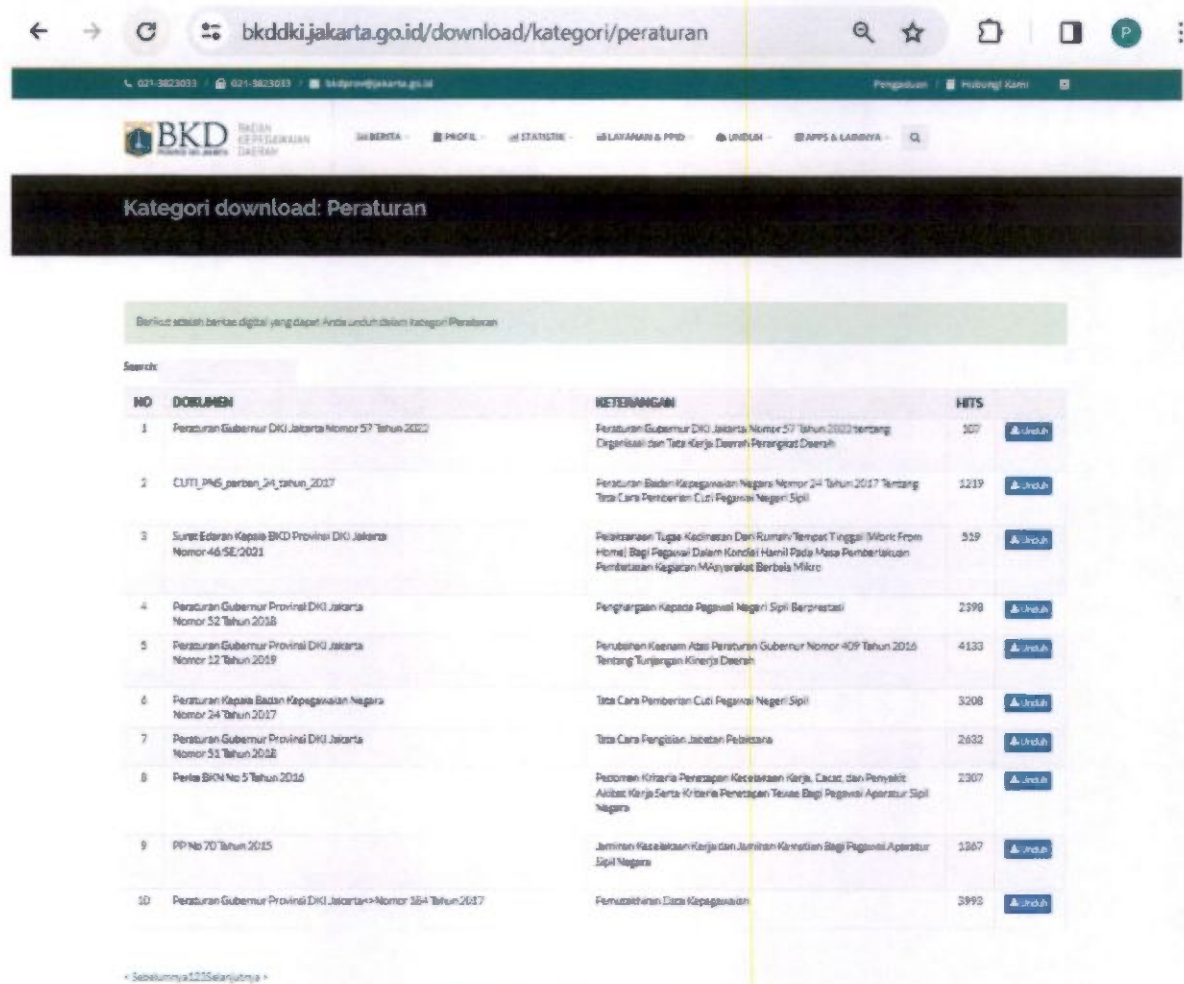 bkddki.jakarta.go.id/download/kategori/peraturan
P
021-3823033 / 021-3823033 / bkdprov@jakarta.go.id
Pengaduan / Hubungi Kami
BKD BADAN KEPEGAWAIAN DAERAH
BERITA PROFIL STATISTIK LAYANAN & PPID UNDUH APPS & LAINNYA
Kategori download: Peraturan
Berikut adalah berkas digital yang dapat Anda unduh dalam kategori Peraturan
Search:
NO DOKUMEN KETERANGAN HITS
1 Peraturan Gubernur DKI Jakarta Nomor 57 Tahun 2022 Peraturan Gubernur DKI Jakarta Nomor 57 Tahun 2022 tentang 107 Unduh
Organisasi dan Tata Kerja Daerah Perangkat Daerah
2 CUTI_PNS_perban_24_tahun_2017 Peraturan Badan Kepegawaian Negara Nomor 24 Tahun 2017 Tentang 1219 Unduh
Tata Cara Pemberian Cuti Pegawai Negeri Sipil
3 Surat Edaran Kepala BKD Provinsi DKI Jakarta Pelaksanaan Tugas Kedinasan Dari Rumah/Tempat Tinggal (Work From 519 Unduh
Nomor 46/SE/2021 Home) Bagi Pegawai Dalam Kondisi Hamil Pada Masa Pemberlakuan
Pembatasan Kegiatan MAsyarakat Berbasis Mikro
4 Peraturan Gubernur Provinsi DKI Jakarta Penghargaan Kepada Pegawai Negeri Sipil Berprestasi 2398 Unduh
Nomor 52 Tahun 2018
5 Peraturan Gubernur Provinsi DKI Jakarta Perubahan Keenam Atas Peraturan Gubernur Nomor 409 Tahun 2016 4133 Unduh
Nomor 12 Tahun 2019 Tentang Tunjangan Kinerja Daerah
6 Peraturan Kepala Badan Kepegawaian Negara Tata Cara Pemberian Cuti Pegawai Negeri Sipil 3208 Unduh
Nomor 24 Tahun 2017
7 Peraturan Gubernur Provinsi DKI Jakarta Tata Cara Pengisian Jabatan Pelaksana 2632 Unduh
Nomor 51 Tahun 2018
8 Perka BKN No 5 Tahun 2016 Pedoman Kriteria Penetapan Kecelakaan Kerja, Cacat, dan Penyakit 2307 Unduh
Akibat Kerja Serta Kriteria Penetapan Tewas Bagi Pegawai Aparatur Sipil
Negara
9 PP No 70 Tahun 2015 Jaminan Kecelakaan Kerja dan Jaminan Kematian Bagi Pegawai Aparatur 1367 Unduh
Sipil Negara
10 Peraturan Gubernur Provinsi DKI Jakarta<>Nomor 164 Tahun 2017 Pemutakhiran Data Kepegawaian 3993 Unduh
< Sebelumnya123Selanjutnya >